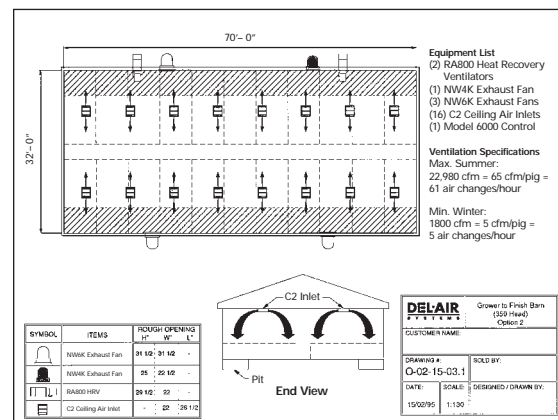 70'– 0"
32'– 0"
Equipment List
(2) RA800 Heat Recovery
Ventilators
(1) NW4K Exhaust Fan
(3) NW6K Exhaust Fans
(16) C2 Ceiling Air Inlets
(1) Model 6000 Control
Ventilation Specifications
Max. Summer:
22,980 cfm = 65 cfm/pig =
61 air changes/hour
Min. Winter:
1800 cfm = 5 cfm/pig =
5 air changes/hour
C2 Inlet
Pit
End View
SYMBOL ITEMS ROUGH OPENING
H" W" L"
NW6K Exhaust Fan 31 1/2 31 1/2 -
NW4K Exhaust Fan 25 22 1/2 -
RA800 HRV 29 1/2 22 -
C2 Ceiling Air Inlet - 22 26 1/2
DEL-AIR
SYSTEMS
Grower to Finish Barn
(350 Head)
Option 2
CUSTOMER NAME:
DRAWING #: SOLD BY:
O-02-15-03.1
DATE: SCALE: DESIGNED / DRAWN BY:
15/02/95 1:130